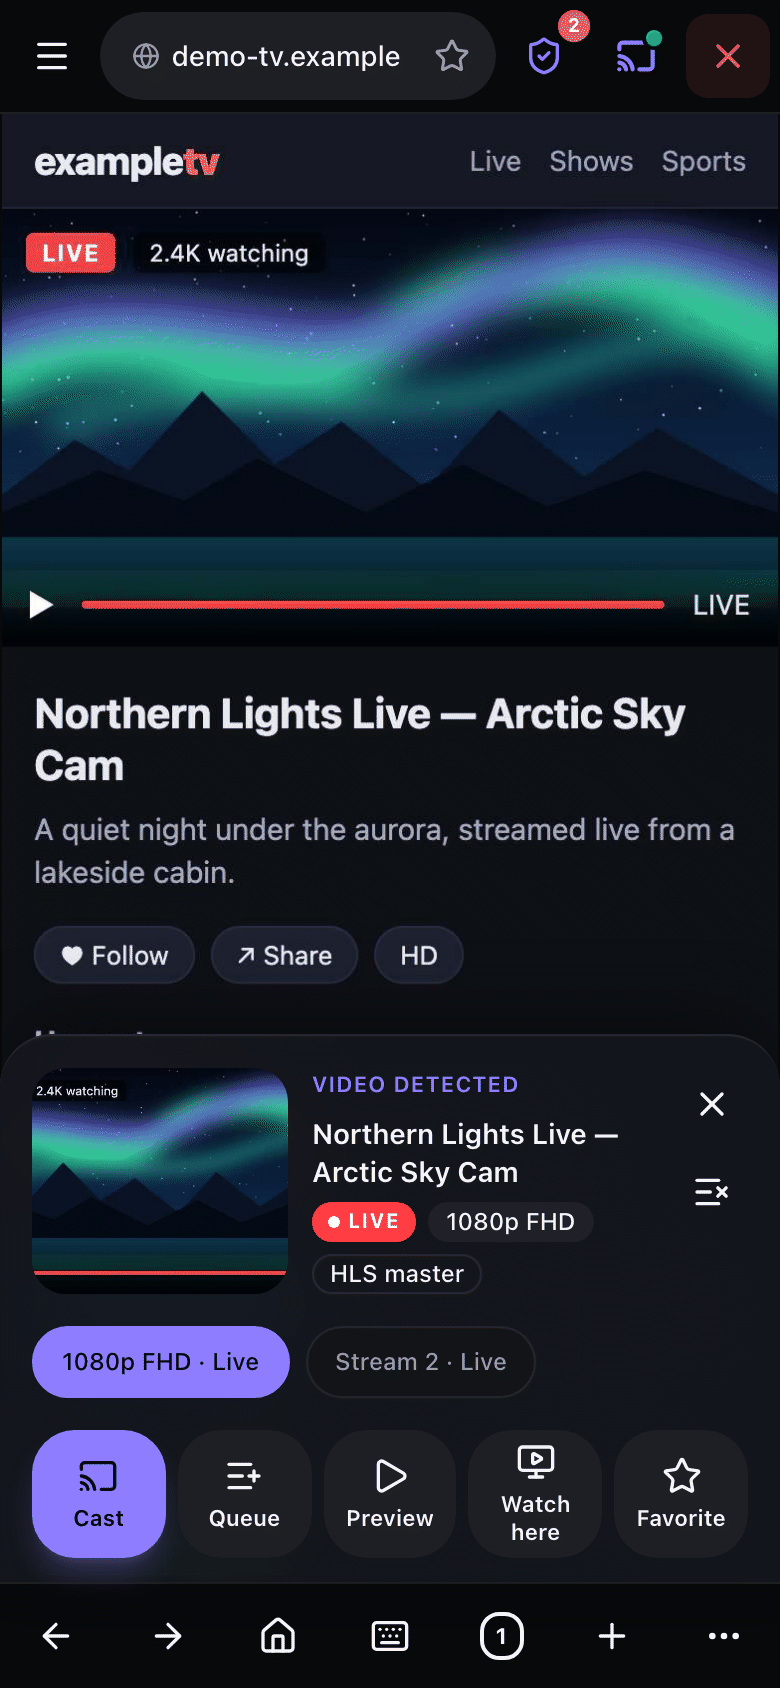 demo-tv.example
2
exampletv
Live Shows Sports
LIVE 2.4K watching
LIVE
Northern Lights Live — Arctic Sky
Cam
A quiet night under the aurora, streamed live from a
lakeside cabin.
Follow Share HD
2.4K watching
VIDEO DETECTED
Northern Lights Live —
Arctic Sky Cam
LIVE 1080p FHD
HLS master
1080p FHD · Live Stream 2 · Live
Cast Queue Preview Watch here Favorite
1